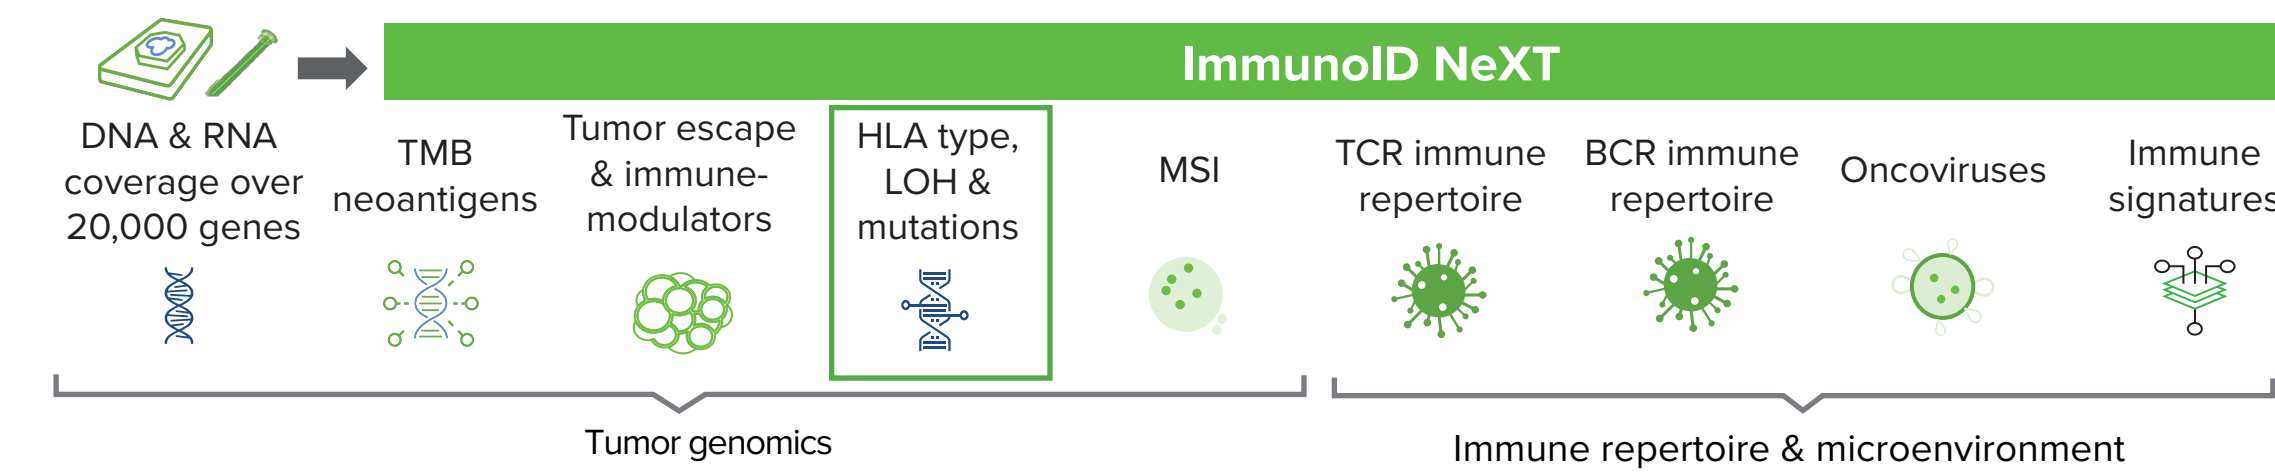 ImmunoID NeXT
DNA & RNA
coverage over
20,000 genes
TMB
neoantigens
Tumor escape
& immune-
modulators
HLA type,
LOH &
mutations
MSI
TCR immune
repertoire
BCR immune
repertoire
Oncoviruses
Immune
signatures
Tumor genomics
Immune repertoire & microenvironment